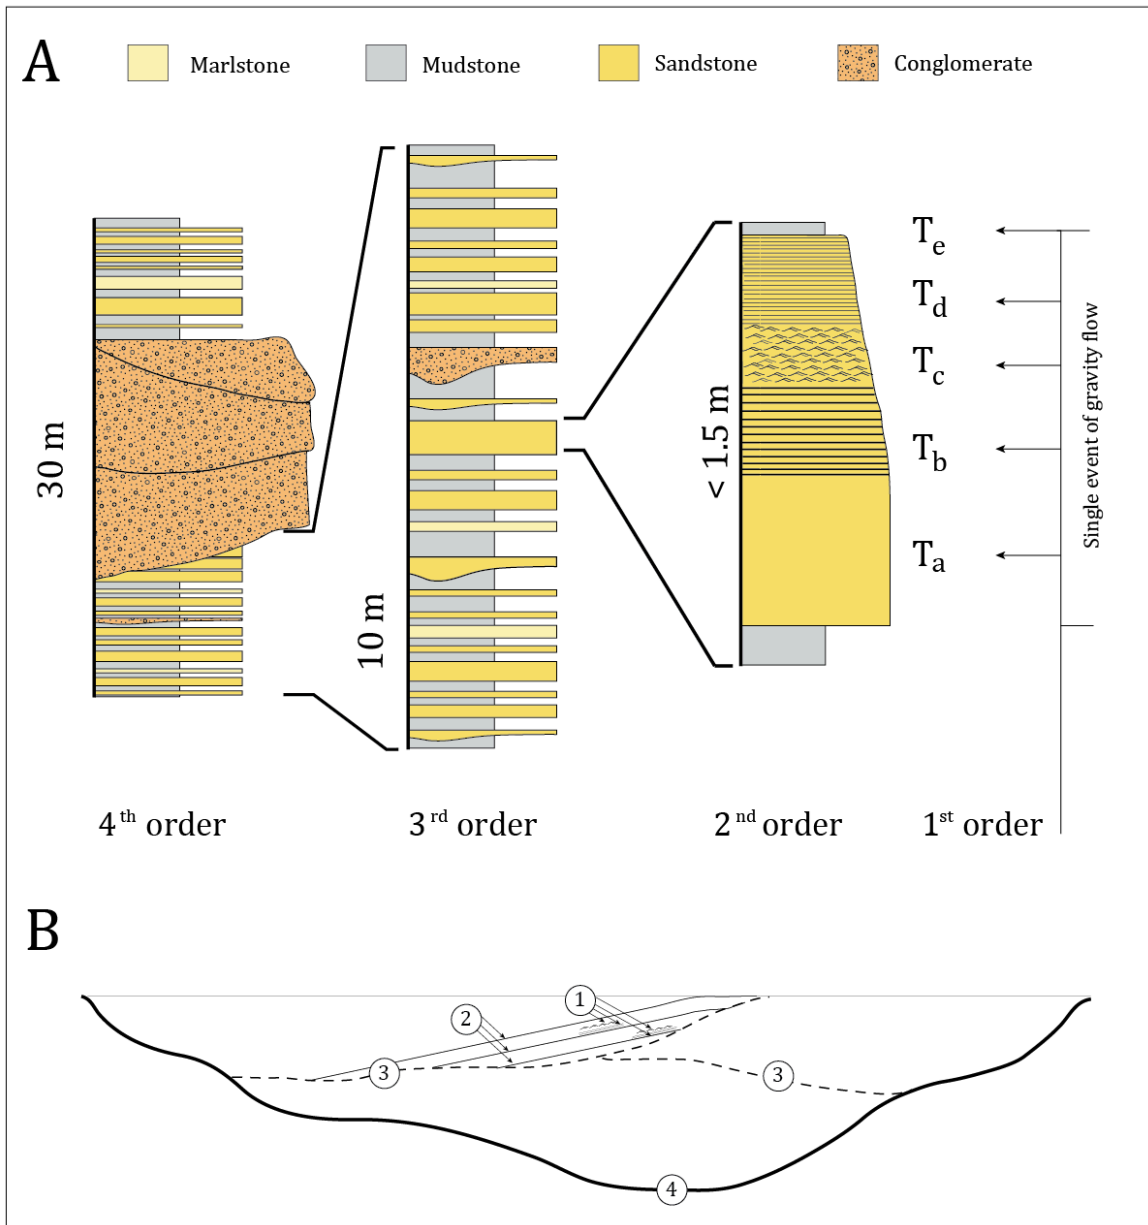 A
Marlstone
Mudstone
Sandstone
Conglomerate
30 m
10 m
< 1.5 m
Te
Td
Tc
Tb
Ta
Single event of gravity flow
4th order
3rd order
2nd order
1st order
B
1
2
3
3
4